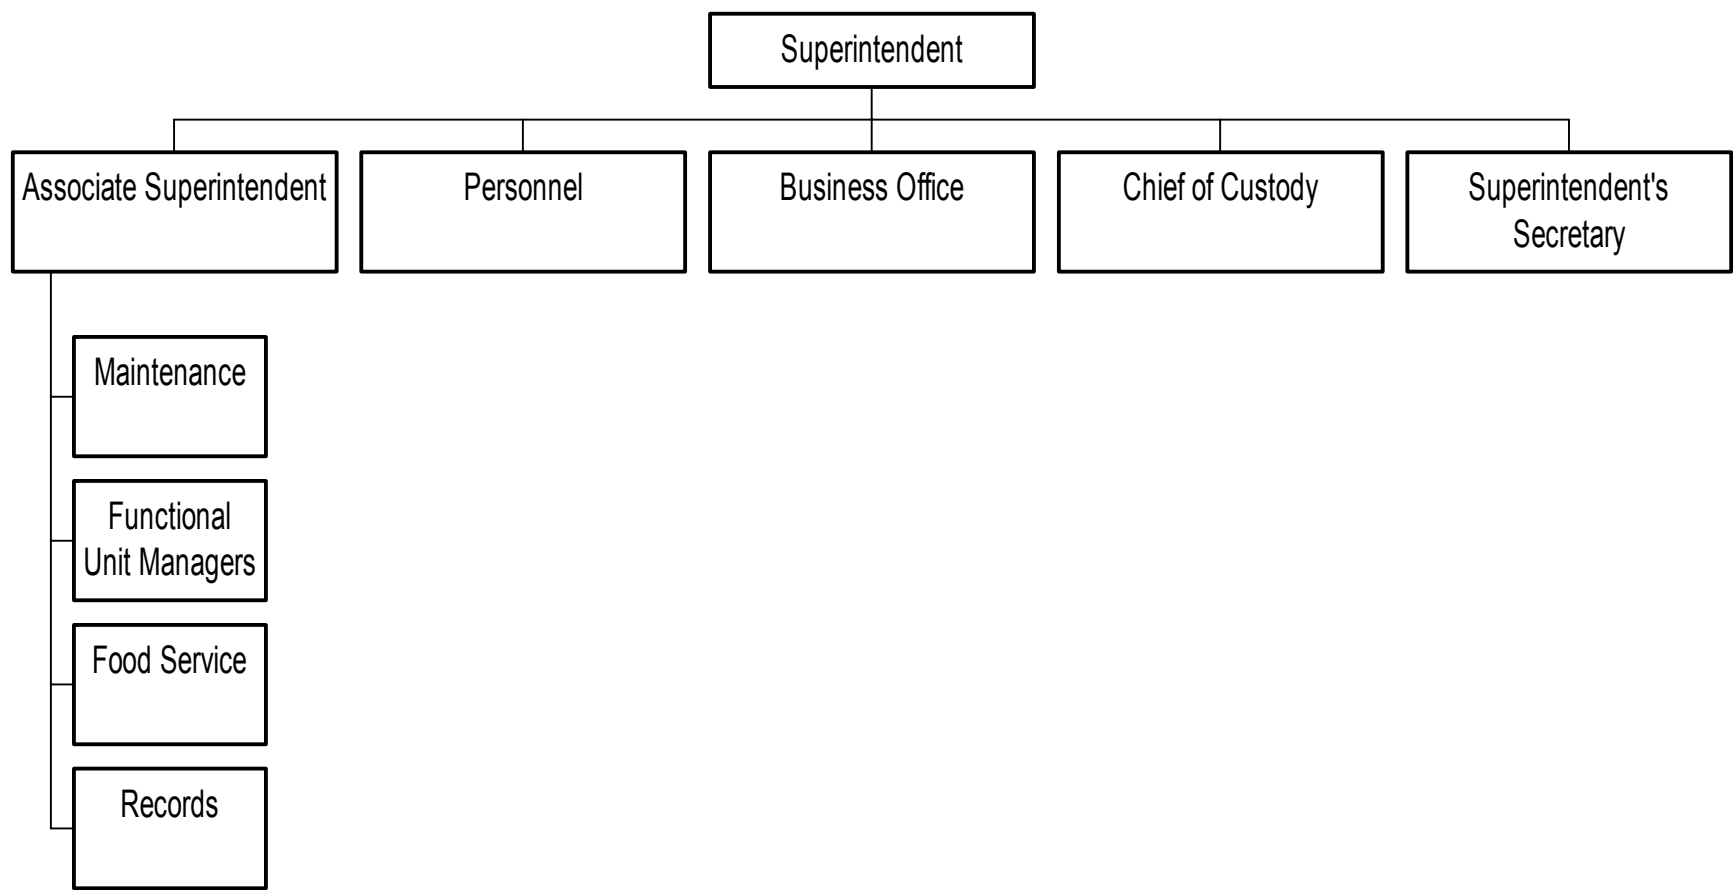 Superintendent
Associate Superintendent
Personnel
Business Office
Chief of Custody
Superintendent's
Secretary
Maintenance
Functional
Unit Managers
Food Service
Records